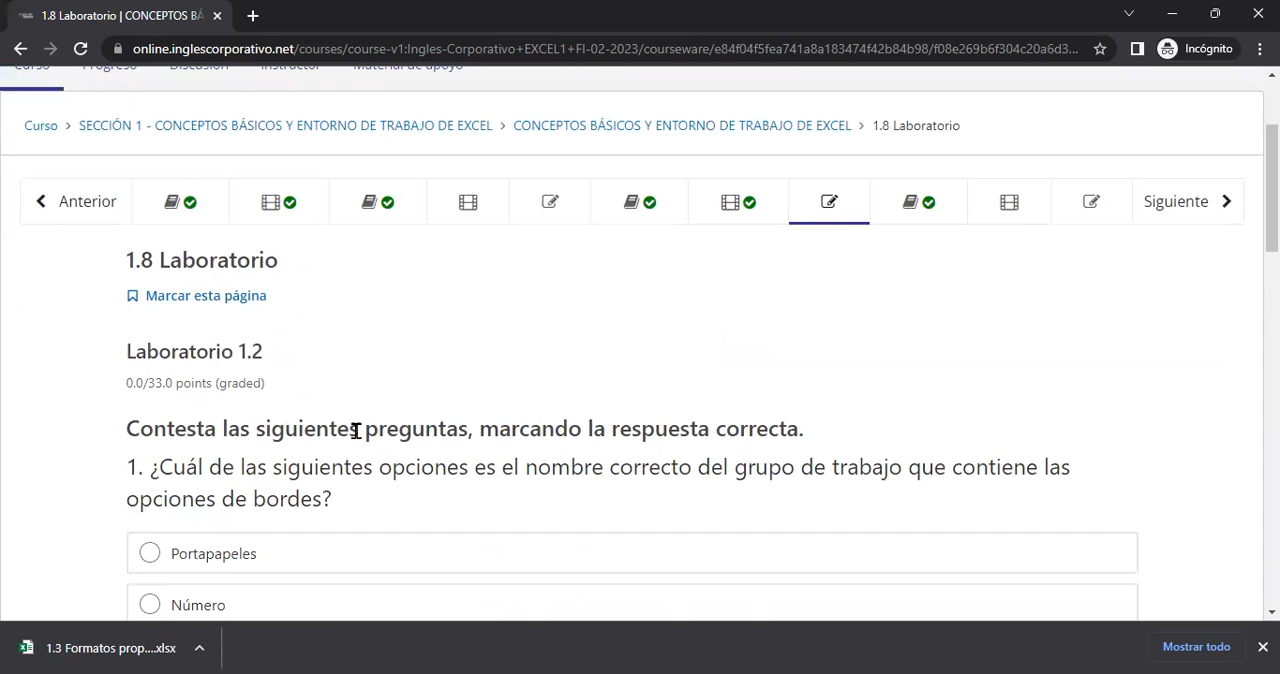 1.8 Laboratorio | CONCEPTOS BÁ
online.inglescorporativo.net/courses/course-v1:Ingles-Corporativo+EXCEL1+FI-02-2023/courseware/e84f04f5fea741a8a183474f42b84b98/f08e269b6f304c20a6d3...
Incógnito
Curso Progreso Discusión Instructor Material de apoyo
Curso > SECCIÓN 1 - CONCEPTOS BÁSICOS Y ENTORNO DE TRABAJO DE EXCEL > CONCEPTOS BÁSICOS Y ENTORNO DE TRABAJO DE EXCEL > 1.8 Laboratorio
Anterior Siguiente
1.8 Laboratorio
Marcar esta página
Laboratorio 1.2
0.0/33.0 points (graded)
Contesta las siguientes preguntas, marcando la respuesta correcta.
1. ¿Cuál de las siguientes opciones es el nombre correcto del grupo de trabajo que contiene las
opciones de bordes?
Portapapeles
Número
1.3 Formatos prop....xlsx
Mostrar todo